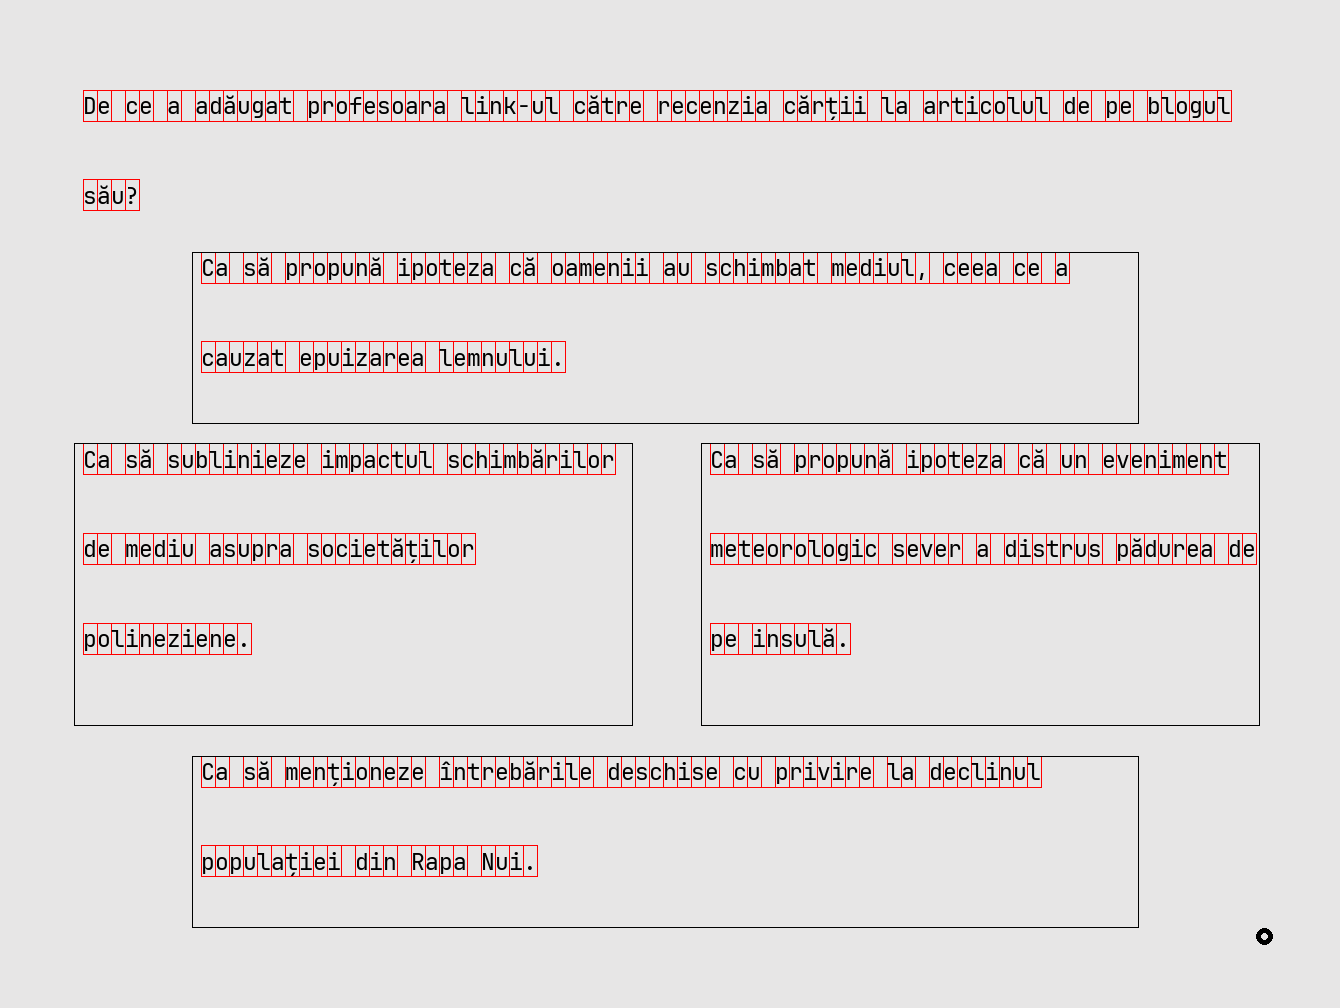 De ce a adăugat profesoara link-ul către recenzia cărții la articolul de pe blogul
său?
Ca să propună ipoteza că oamenii au schimbat mediul, ceea ce a
cauzat epuizarea lemnului.
Ca să sublinieze impactul schimbărilor
de mediu asupra societăților
polineziene.
Ca să propună ipoteza că un eveniment
meteorologic sever a distrus pădurea de
pe insulă.
Ca să menționeze întrebările deschise cu privire la declinul
populației din Rapa Nui.